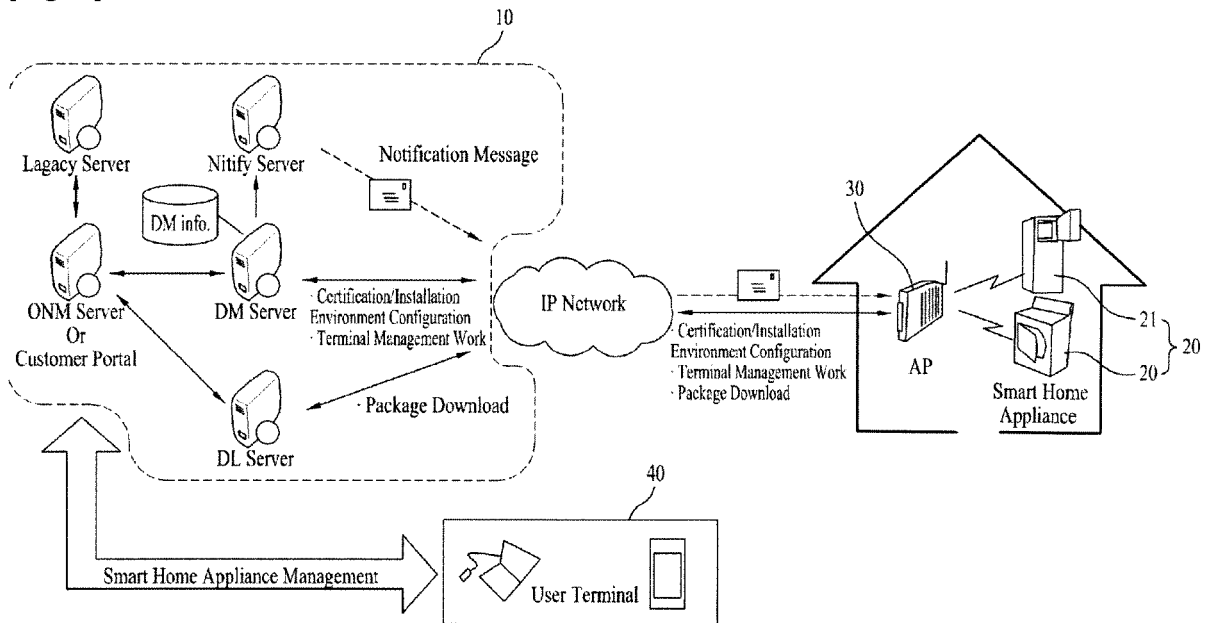 10
Lagacy Server
Nitify Server
Notification Message
DM info.
ONM Server
Or
Customer Portal
DM Server
· Certification/Installation
Environment Configuration
· Terminal Management Work
· Package Download
DL Server
IP Network
· Certification/Installation
Environment Configuration
· Terminal Management Work
· Package Download
30
AP
21
20
20
Smart Home
Appliance
40
Smart Home Appliance Management
User Terminal